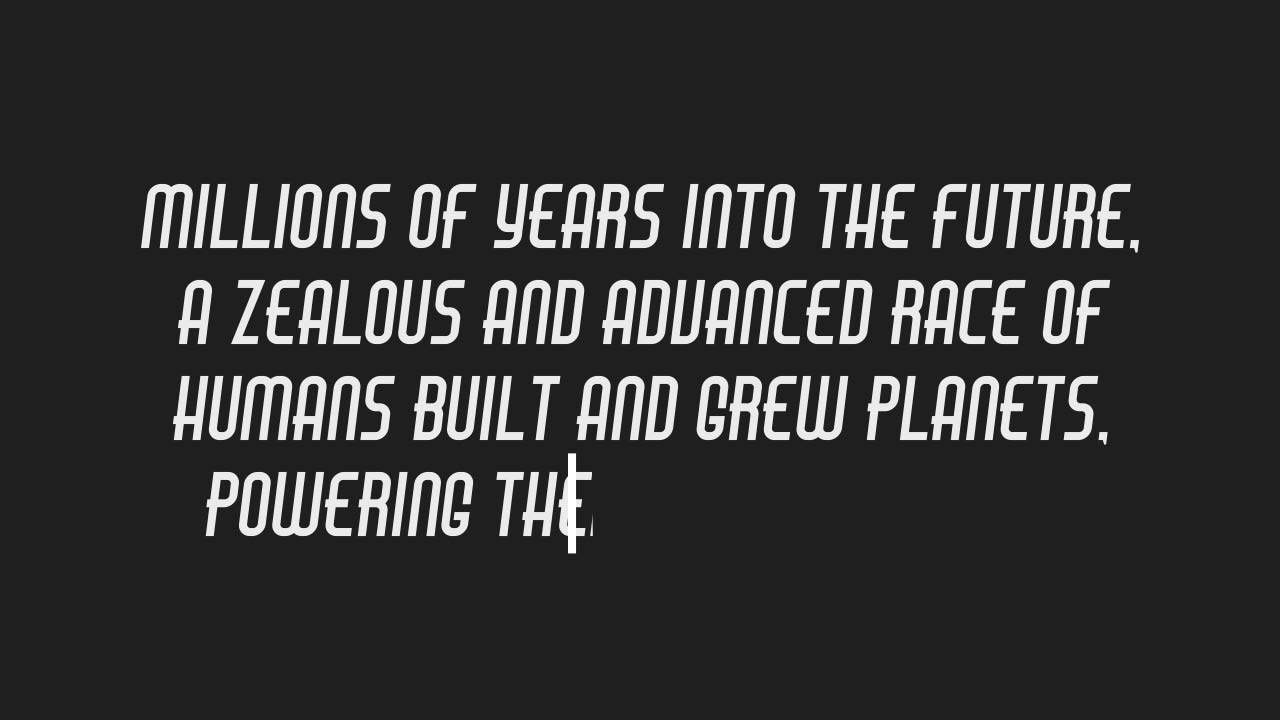 MILLIONS OF YEARS INTO THE FUTURE,
A ZEALOUS AND ADVANCED RACE OF
HUMANS BUILT AND GREW PLANETS,
POWERING THE